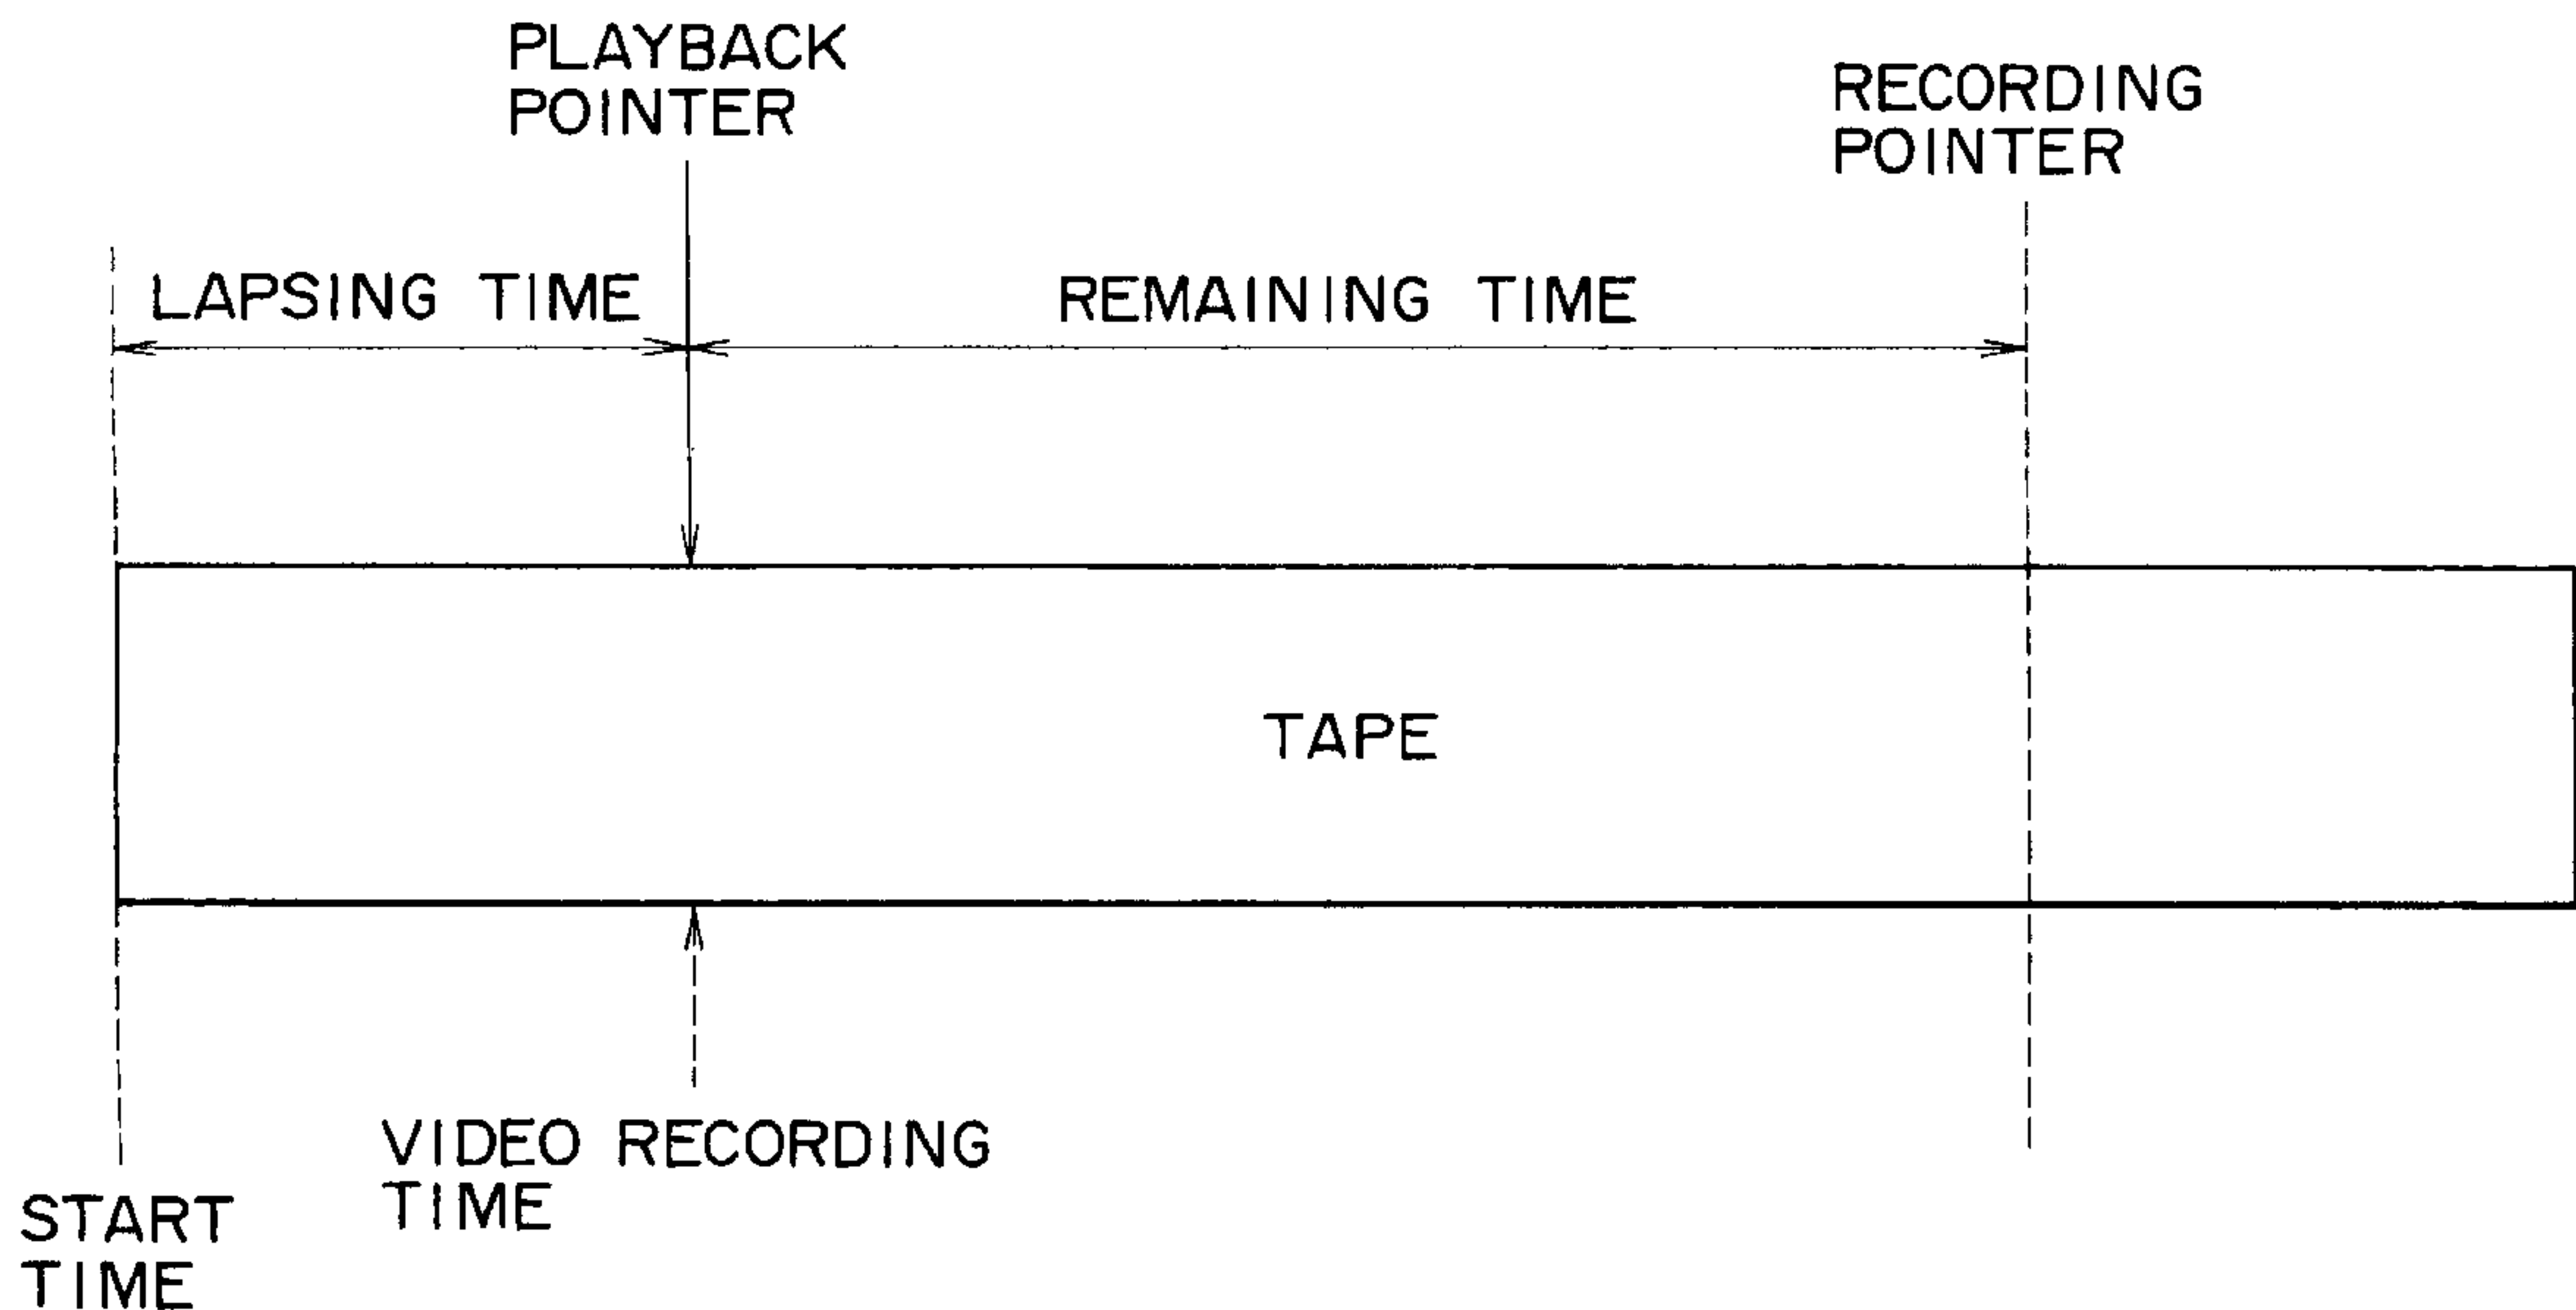 PLAYBACK
POINTER
RECORDING
POINTER
LAPSING TIME
REMAINING TIME
TAPE
VIDEO RECORDING
TIME
START
TIME